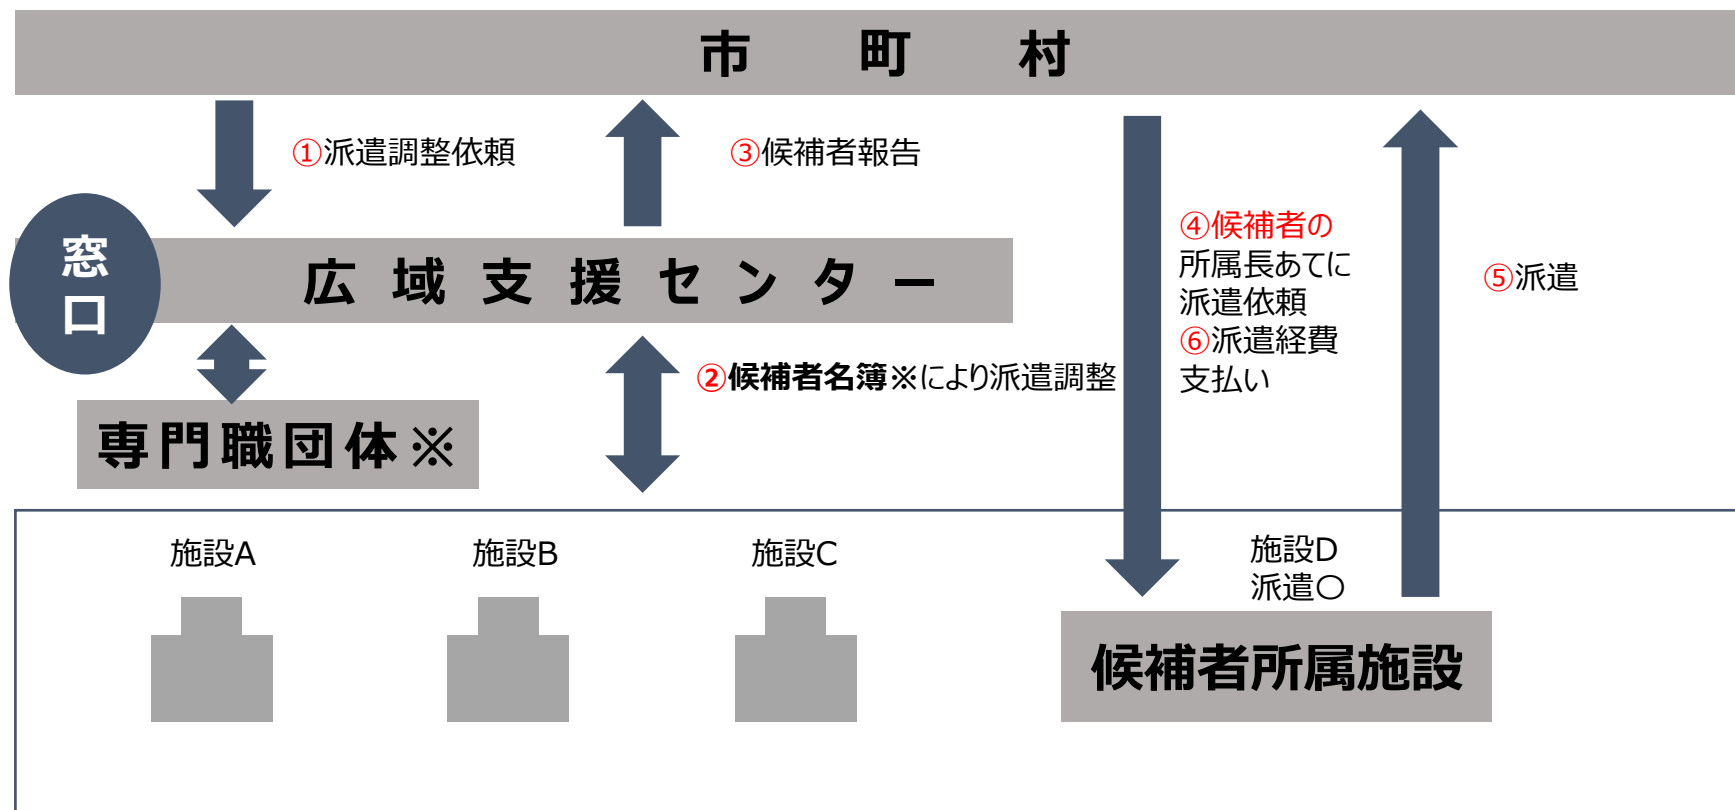 市町村
①派遣調整依頼
③候補者報告
④候補者の
所属長あてに
派遣依頼
⑥派遣経費
支払い
⑤派遣
窓
口
広域支援センター
②候補者名簿※により派遣調整
専門職団体※
施設A
施設B
施設C
施設D
派遣〇
候補者所属施設